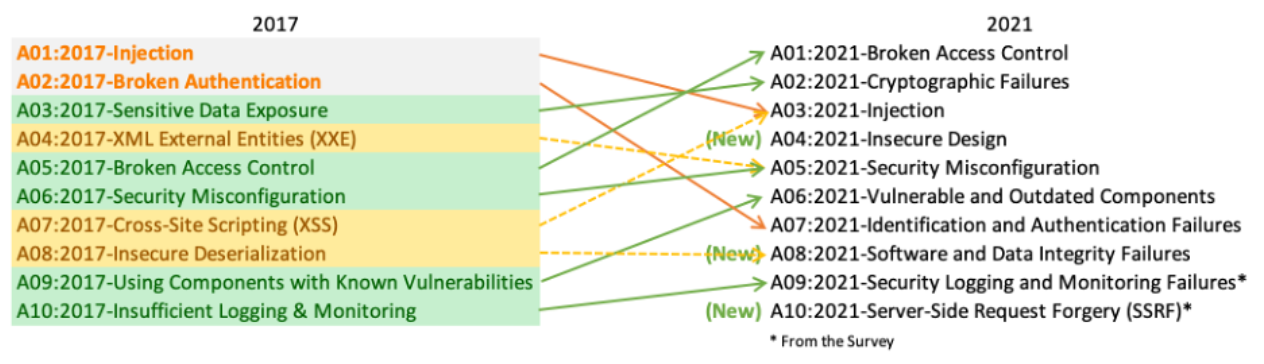 2017
A01:2017-Injection
A02:2017-Broken Authentication
A03:2017-Sensitive Data Exposure
A04:2017-XML External Entities (XXE)
A05:2017-Broken Access Control
A06:2017-Security Misconfiguration
A07:2017-Cross-Site Scripting (XSS)
A08:2017-Insecure Deserialization
A09:2017-Using Components with Known Vulnerabilities
A10:2017-Insufficient Logging & Monitoring
2021
A01:2021-Broken Access Control
A02:2021-Cryptographic Failures
A03:2021-Injection
(New) A04:2021-Insecure Design
A05:2021-Security Misconfiguration
A06:2021-Vulnerable and Outdated Components
A07:2021-Identification and Authentication Failures
(New) A08:2021-Software and Data Integrity Failures
A09:2021-Security Logging and Monitoring Failures*
(New) A10:2021-Server-Side Request Forgery (SSRF)*
* From the Survey